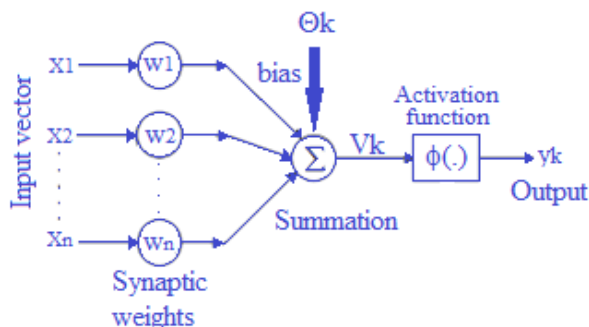 Θk
bias
Input vector
X1
w1
X2
w2
Xn
wn
Synaptic
weights
Σ
Summation
Vk
Activation
function
ϕ(.)
yk
Output